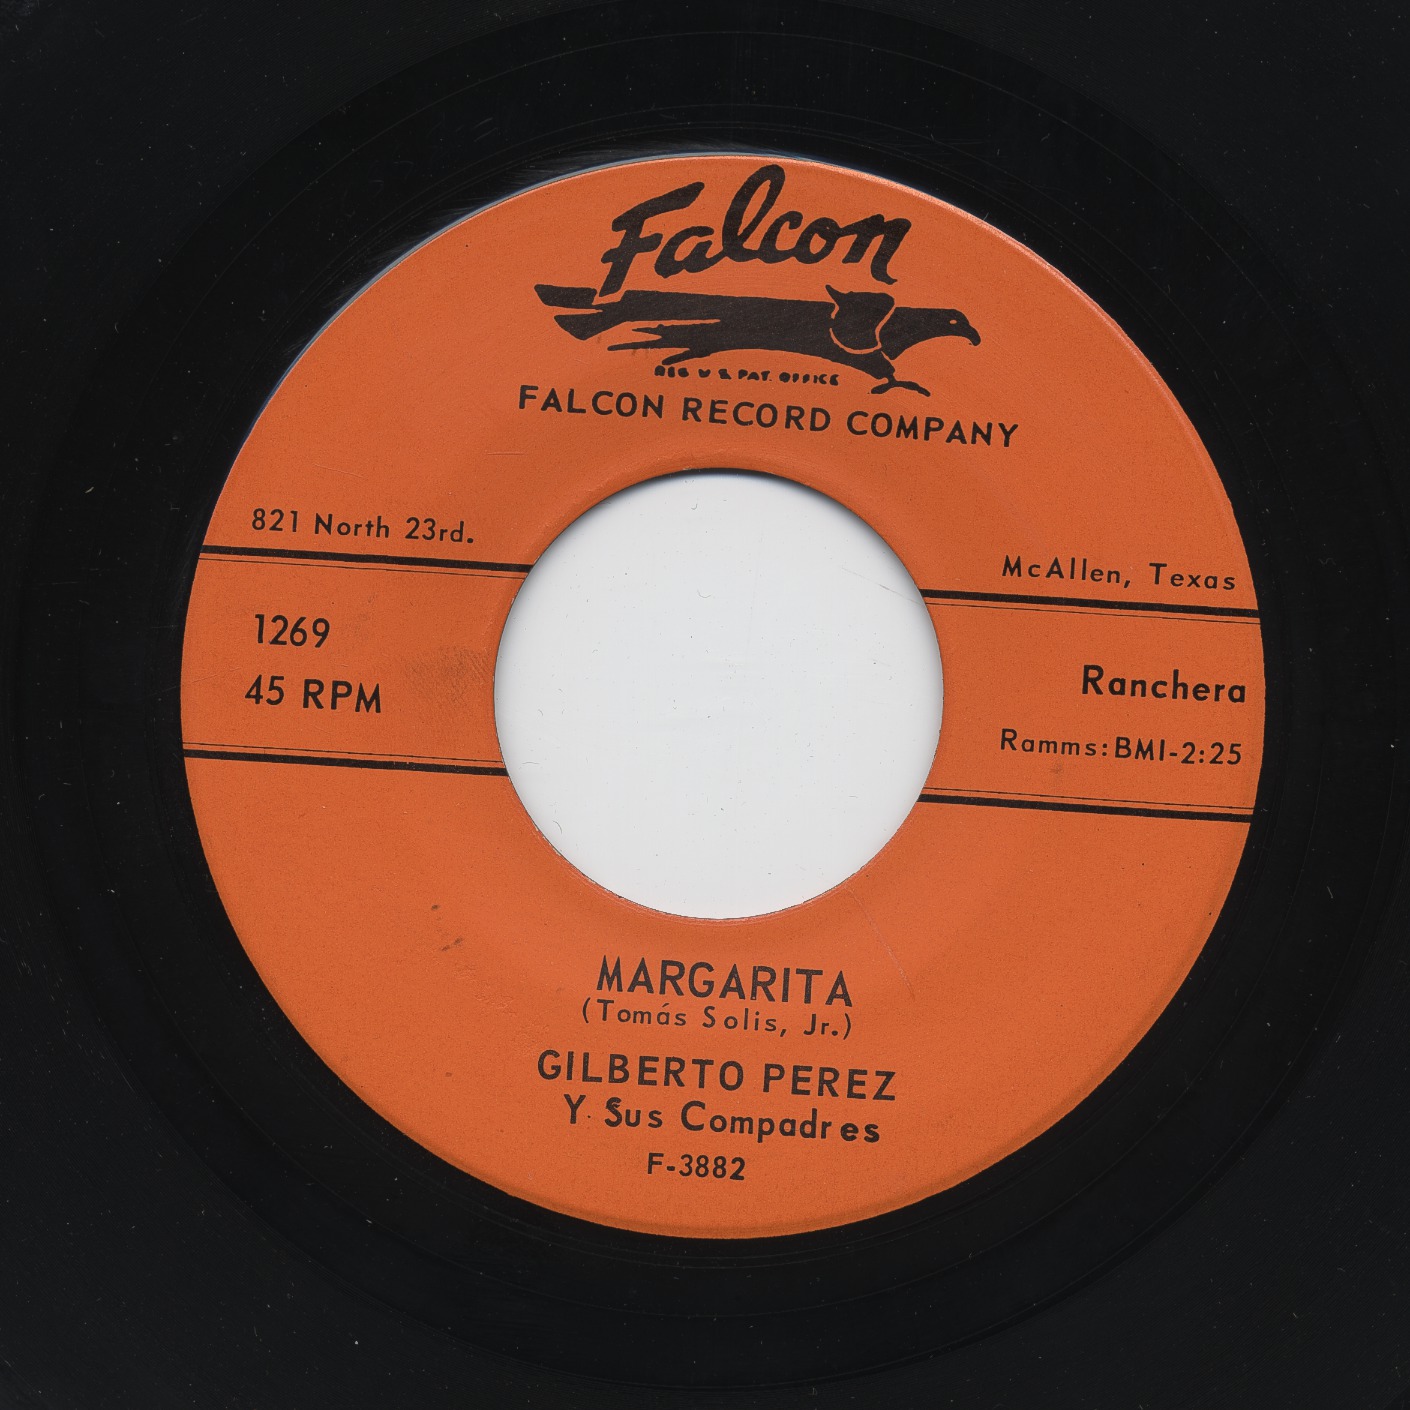 Falcon
REG U S PAT. OFFICE
FALCON RECORD COMPANY
821 North 23rd.
McAllen, Texas
1269
45 RPM
Ranchera
Ramms:BMI-2:25
MARGARITA
(Tomás Solis, Jr.)
GILBERTO PEREZ
Y Sus Compadres
F-3882